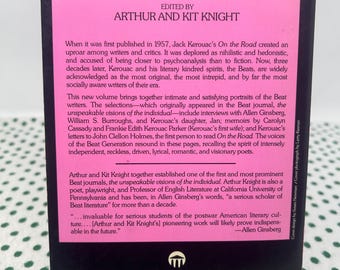 EDITED BY
ARTHUR AND KIT KNIGHT
When it was first published in 1957, Jack Kerouac's On the Road created an
uproar among writers and critics. It was deplored as nihilistic and hedonistic,
and accused of being closer to psychoanalysis than to fiction. Now, three
decades later, Kerouac and his literary kindred spirits, the Beats, are widely
acknowledged as the most original, the most intrepid, and by far the most
socially aware writers of their era.
This new volume brings together intimate and satisfying portraits of the Beat
writers. The selections—which originally appeared in the Beat journal, the
unspeakable visions of the individual—include interviews with Allen Ginsberg,
William S. Burroughs, and Kerouac's daughter, Jan; memoirs by Carolyn
Cassady and Frankie Edith Kerouac Parker (Kerouac's first wife); and Kerouac's
letters to John Clellon Holmes, the first person to read On the Road. The voices
of the Beat Generation resound in these pages, recalling the spirit of intensely
independent, reckless, driven, lyrical, romantic, and visionary poets.
Arthur and Kit Knight together established one of the first and most prominent
Beat journals, the unspeakable visions of the individual. Arthur Knight is also a
poet, playwright, and Professor of English Literature at California University of
Pennsylvania and has been, in Allen Ginsberg's words, "a serious scholar of
Beat literature" for more than a decade.
". . . invaluable for serious students of the postwar American literary cul-
ture. . . . [Arthur and Kit Knight's] pioneering work will likely prove indispens-
able in the future."
—Allen Ginsberg